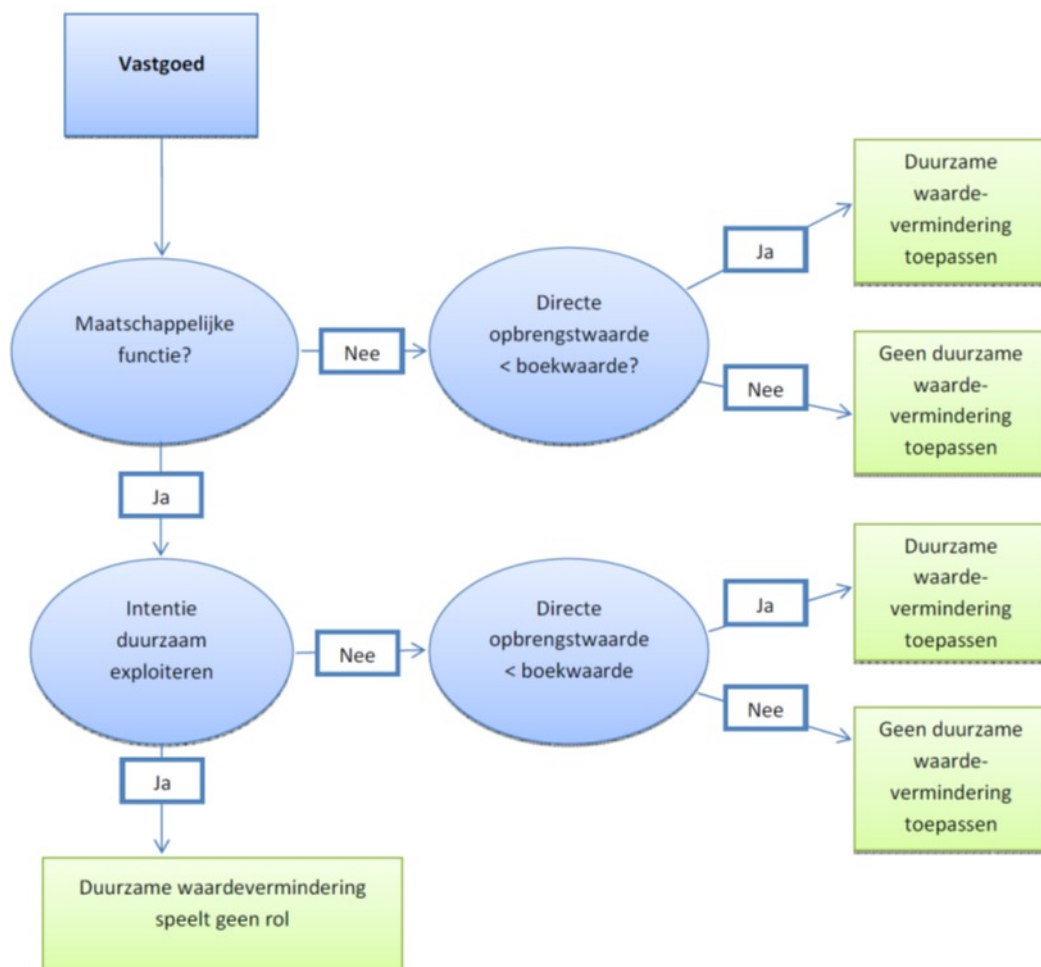 Vastgoed
Maatschappelijke
functie?
Nee
Directe
opbrengstwaarde
< boekwaarde?
Ja
Duurzame
waarde-
vermindering
toepassen
Nee
Geen duurzame
waarde-
vermindering
toepassen
Ja
Intentie
duurzaam
exploiteren
Nee
Directe
opbrengstwaarde
< boekwaarde
Ja
Duurzame
waarde-
vermindering
toepassen
Nee
Geen duurzame
waarde-
vermindering
toepassen
Ja
Duurzame waardevermindering
speelt geen rol